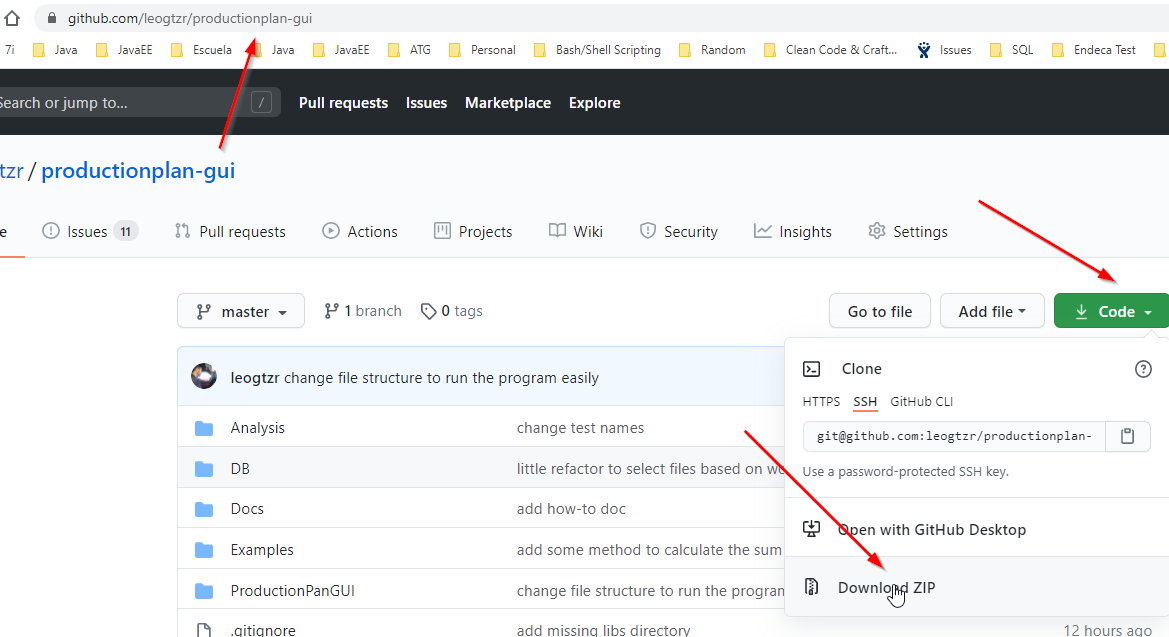 github.com/leogtzr/productionplan-gui
7i Java JavaEE Escuela Java JavaEE ATG Personal Bash/Shell Scripting Random Clean Code & Craft... Issues SQL Endeca Test
Search or jump to... / Pull requests Issues Marketplace Explore
tzr / productionplan-gui
e Issues 11 Pull requests Actions Projects Wiki Security Insights Settings
master 1 branch 0 tags Go to file Add file Code
Clone
HTTPS SSH GitHub CLI
git@github.com:leogtzr/productionplan-
Use a password-protected SSH key.
Open with GitHub Desktop
Download ZIP
leogtzr change file structure to run the program easily
Analysis change test names
DB little refactor to select files based on wo
Docs add how-to doc
Examples add some method to calculate the sum
ProductionPanGUI change file structure to run the program
.gitignore add missing libs directory 12 hours ago